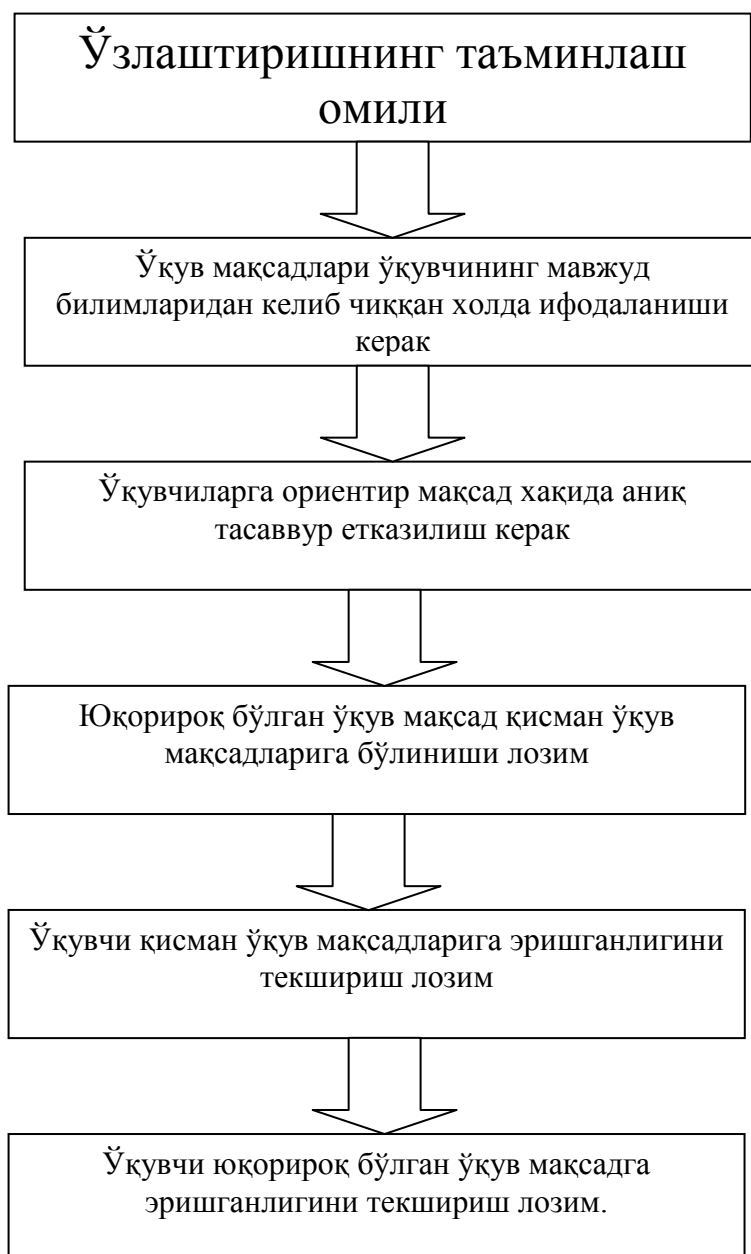 Ўзлаштиришнинг таъминлаш
омили
Ўқув мақсадлари ўқувчининг мавжуд
билимларидан келиб чиққан холда ифодаланиши
керак
Ўқувчиларга ориентир мақсад хақида аниқ
тасаввур етказилиш керак
Юқорироқ бўлган ўқув мақсад қисман ўқув
мақсадларига бўлиниши лозим
Ўқувчи қисман ўқув мақсадларига эришганлигини
текшириш лозим
Ўқувчи юқорироқ бўлган ўқув мақсадга
эришганлигини текшириш лозим.